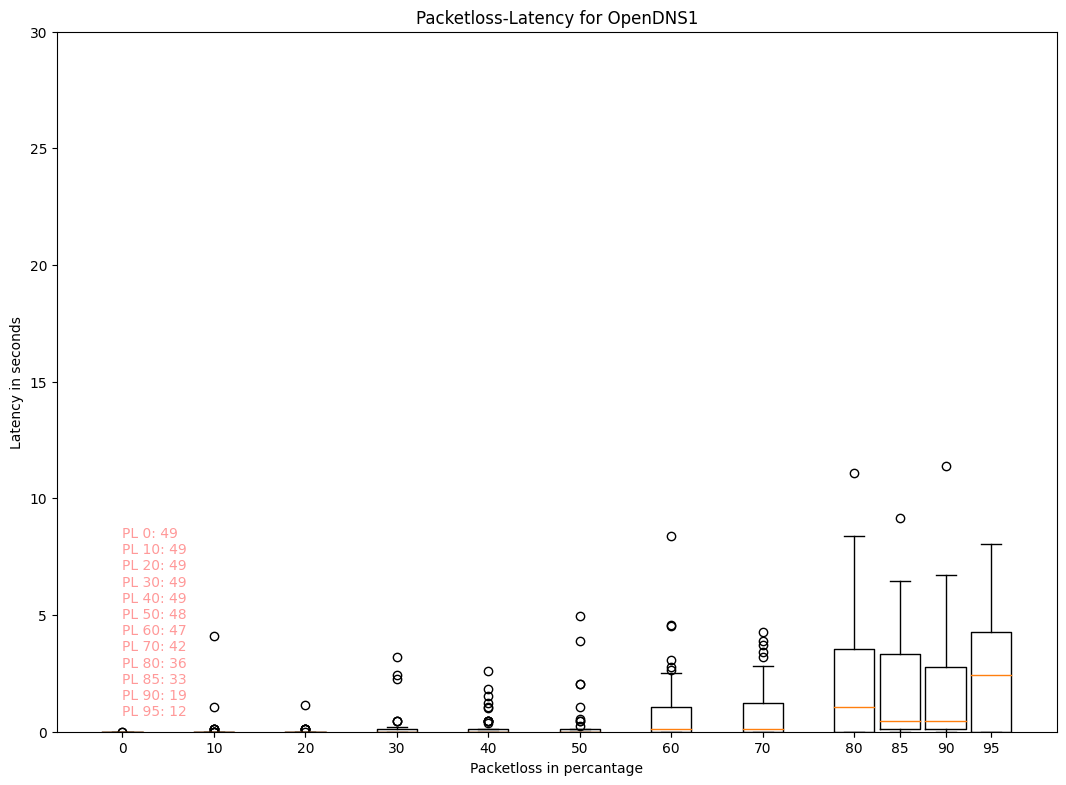 Packetloss-Latency for OpenDNS1
30
25
20
15
10
5
0
Latency in seconds
PL 0: 49
PL 10: 49
PL 20: 49
PL 30: 49
PL 40: 49
PL 50: 48
PL 60: 47
PL 70: 42
PL 80: 36
PL 85: 33
PL 90: 19
PL 95: 12
0 10 20 30 40 50 60 70 80 85 90 95
Packetloss in percantage